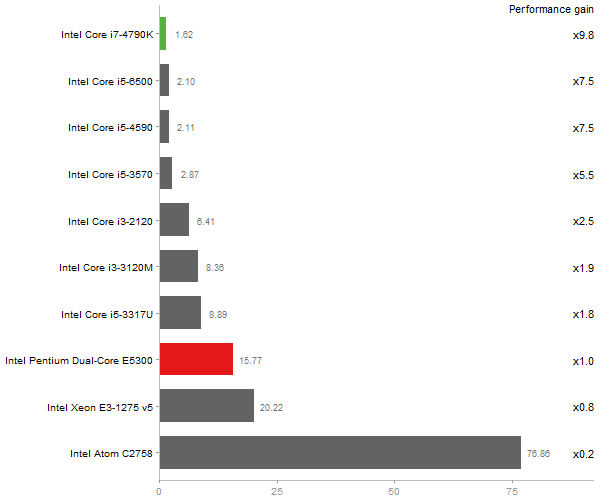 Performance gain
Intel Core i7-4790K 1.62 x9.8
Intel Core i5-6500 2.10 x7.5
Intel Core i5-4590 2.11 x7.5
Intel Core i5-3570 2.87 x5.5
Intel Core i3-2120 6.41 x2.5
Intel Core i3-3120M 8.36 x1.9
Intel Core i5-3317U 8.89 x1.8
Intel Pentium Dual-Core E5300 15.77 x1.0
Intel Xeon E3-1275 v5 20.22 x0.8
Intel Atom C2758 76.86 x0.2
0 25 50 75